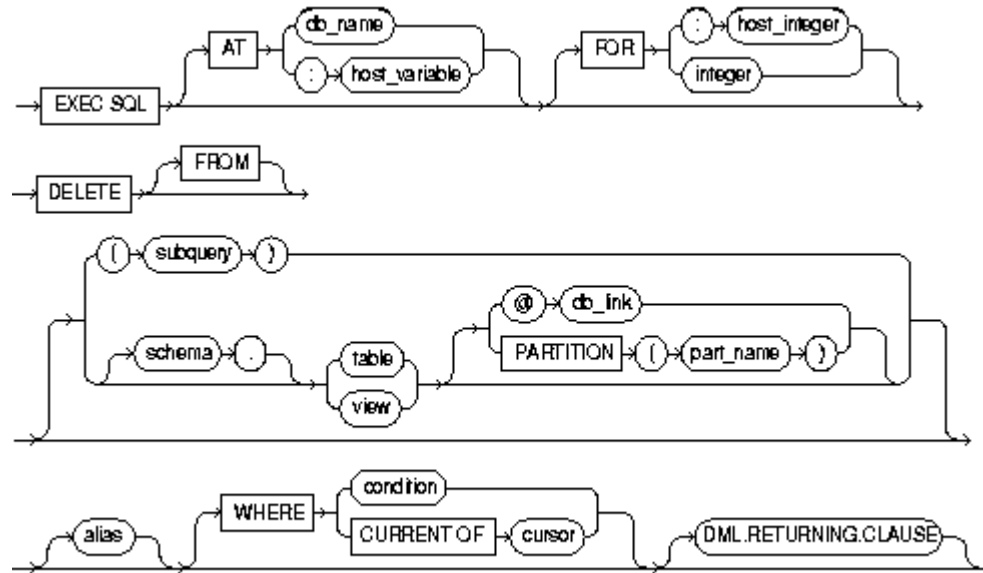 AT
db_name
: host_variable
FOR
: host_integer
integer
EXEC SQL
DELETE
FROM
( subquery )
schema .
table
view
@ db_link
PARTITION ( part_name )
alias
WHERE
condition
CURRENT OF cursor
DML.RETURNING.CLAUSE